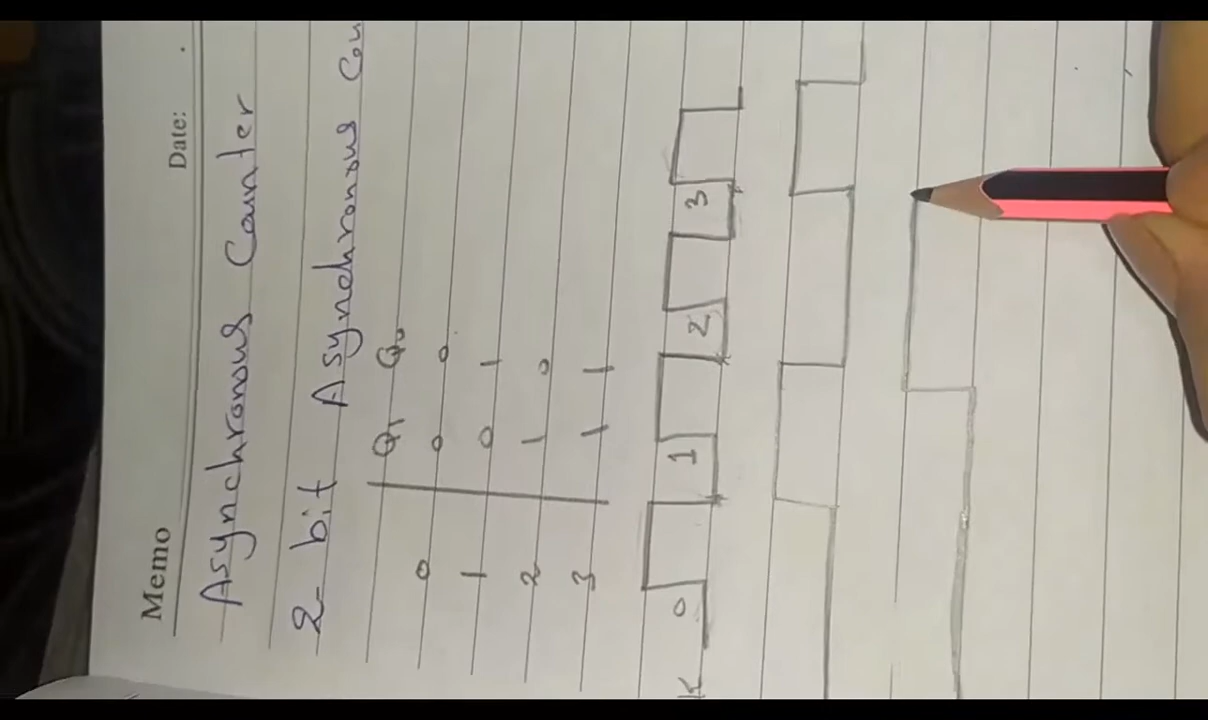 Memo Date:
Asynchronous Counter
2-bit Asynchronous Cou
Q1 Q0
0 0 0
1 0 1
2 1 0
3 1 1
0 1 2 3